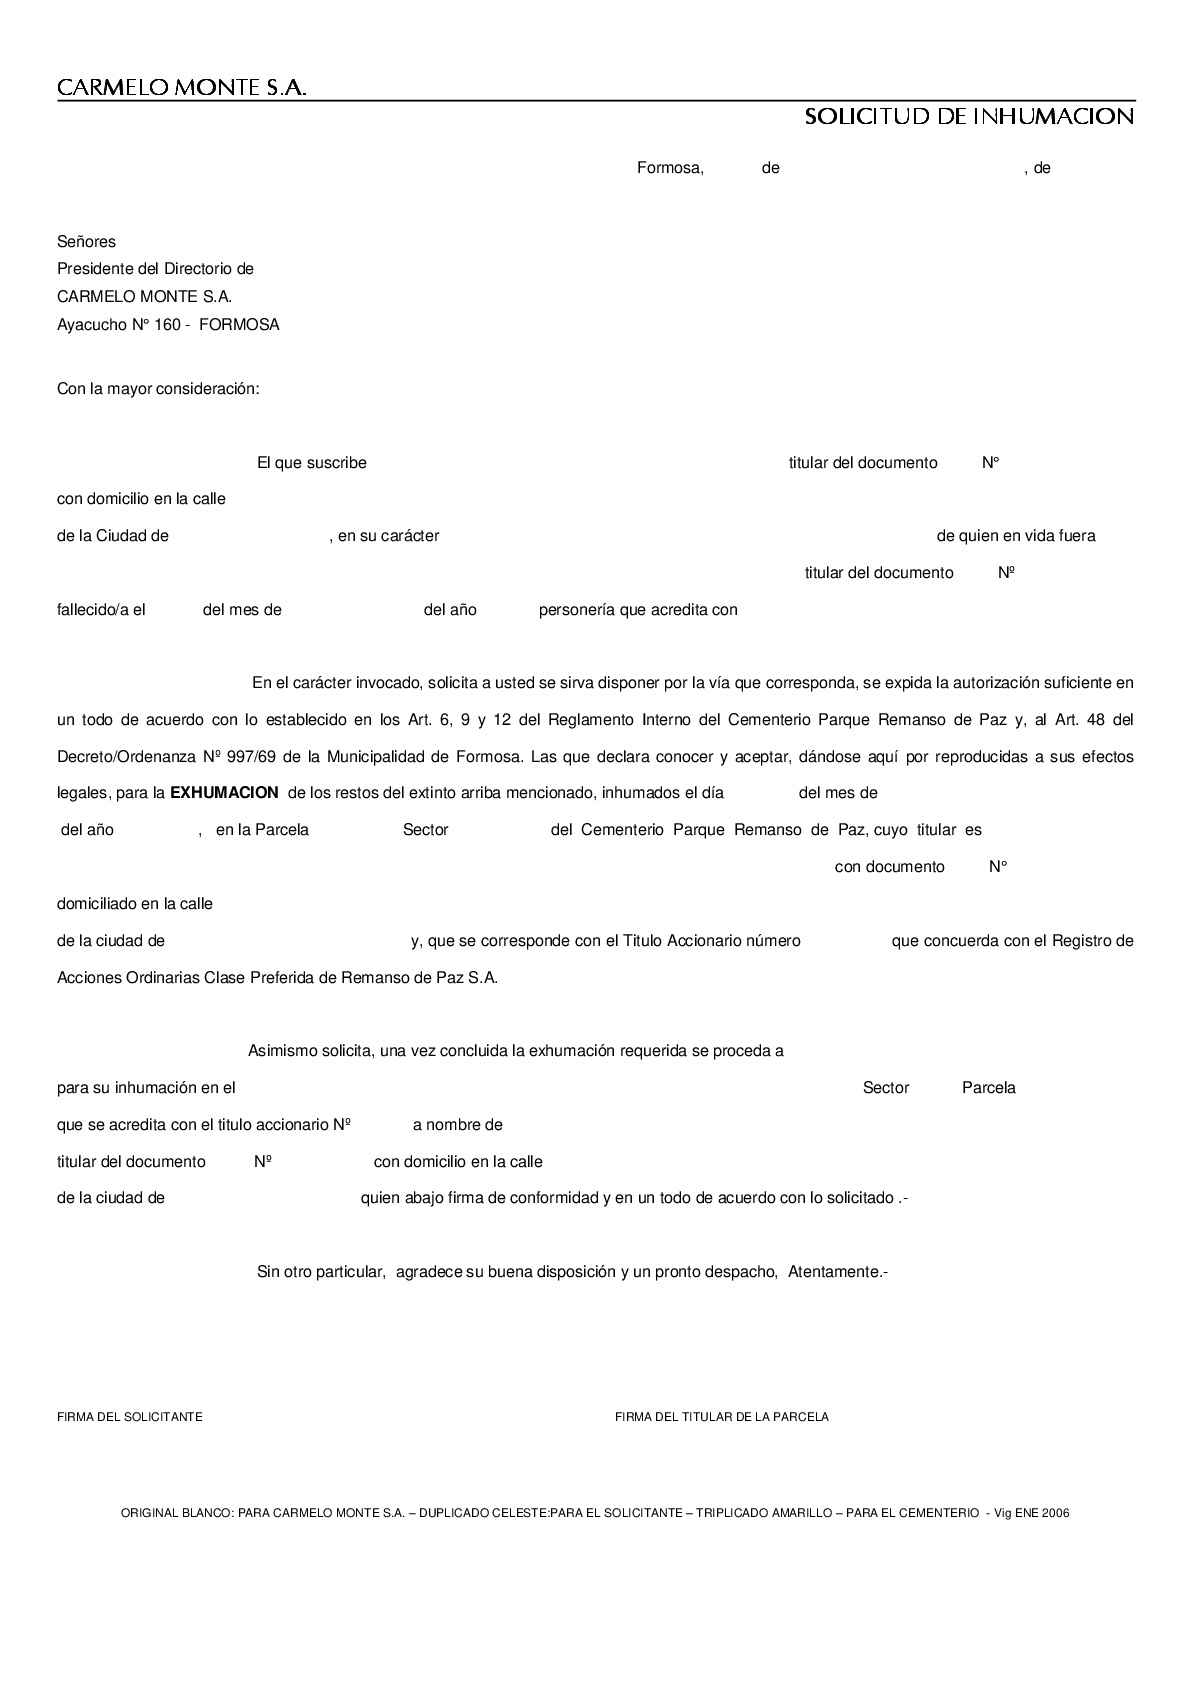 CARMELO MONTE S.A.
SOLICITUD DE INHUMACION
Formosa, de , de
Señores
Presidente del Directorio de
CARMELO MONTE S.A.
Ayacucho N° 160 - FORMOSA
Con la mayor consideración:
El que suscribe titular del documento N°
con domicilio en la calle
de la Ciudad de , en su carácter de quien en vida fuera
titular del documento Nº
fallecido/a el del mes de del año personería que acredita con
En el carácter invocado, solicita a usted se sirva disponer por la vía que corresponda, se expida la autorización suficiente en
un todo de acuerdo con lo establecido en los Art. 6, 9 y 12 del Reglamento Interno del Cementerio Parque Remanso de Paz y, al Art. 48 del
Decreto/Ordenanza Nº 997/69 de la Municipalidad de Formosa. Las que declara conocer y aceptar, dándose aquí por reproducidas a sus efectos
legales, para la EXHUMACION de los restos del extinto arriba mencionado, inhumados el día del mes de
del año , en la Parcela Sector del Cementerio Parque Remanso de Paz, cuyo titular es
con documento N°
domiciliado en la calle
de la ciudad de y, que se corresponde con el Titulo Accionario número que concuerda con el Registro de
Acciones Ordinarias Clase Preferida de Remanso de Paz S.A.
Asimismo solicita, una vez concluida la exhumación requerida se proceda a
para su inhumación en el Sector Parcela
que se acredita con el titulo accionario Nº a nombre de
titular del documento Nº con domicilio en la calle
de la ciudad de quien abajo firma de conformidad y en un todo de acuerdo con lo solicitado .-
Sin otro particular, agradece su buena disposición y un pronto despacho, Atentamente.-
FIRMA DEL SOLICITANTE FIRMA DEL TITULAR DE LA PARCELA
ORIGINAL BLANCO: PARA CARMELO MONTE S.A. – DUPLICADO CELESTE:PARA EL SOLICITANTE – TRIPLICADO AMARILLO – PARA EL CEMENTERIO - Vig ENE 2006